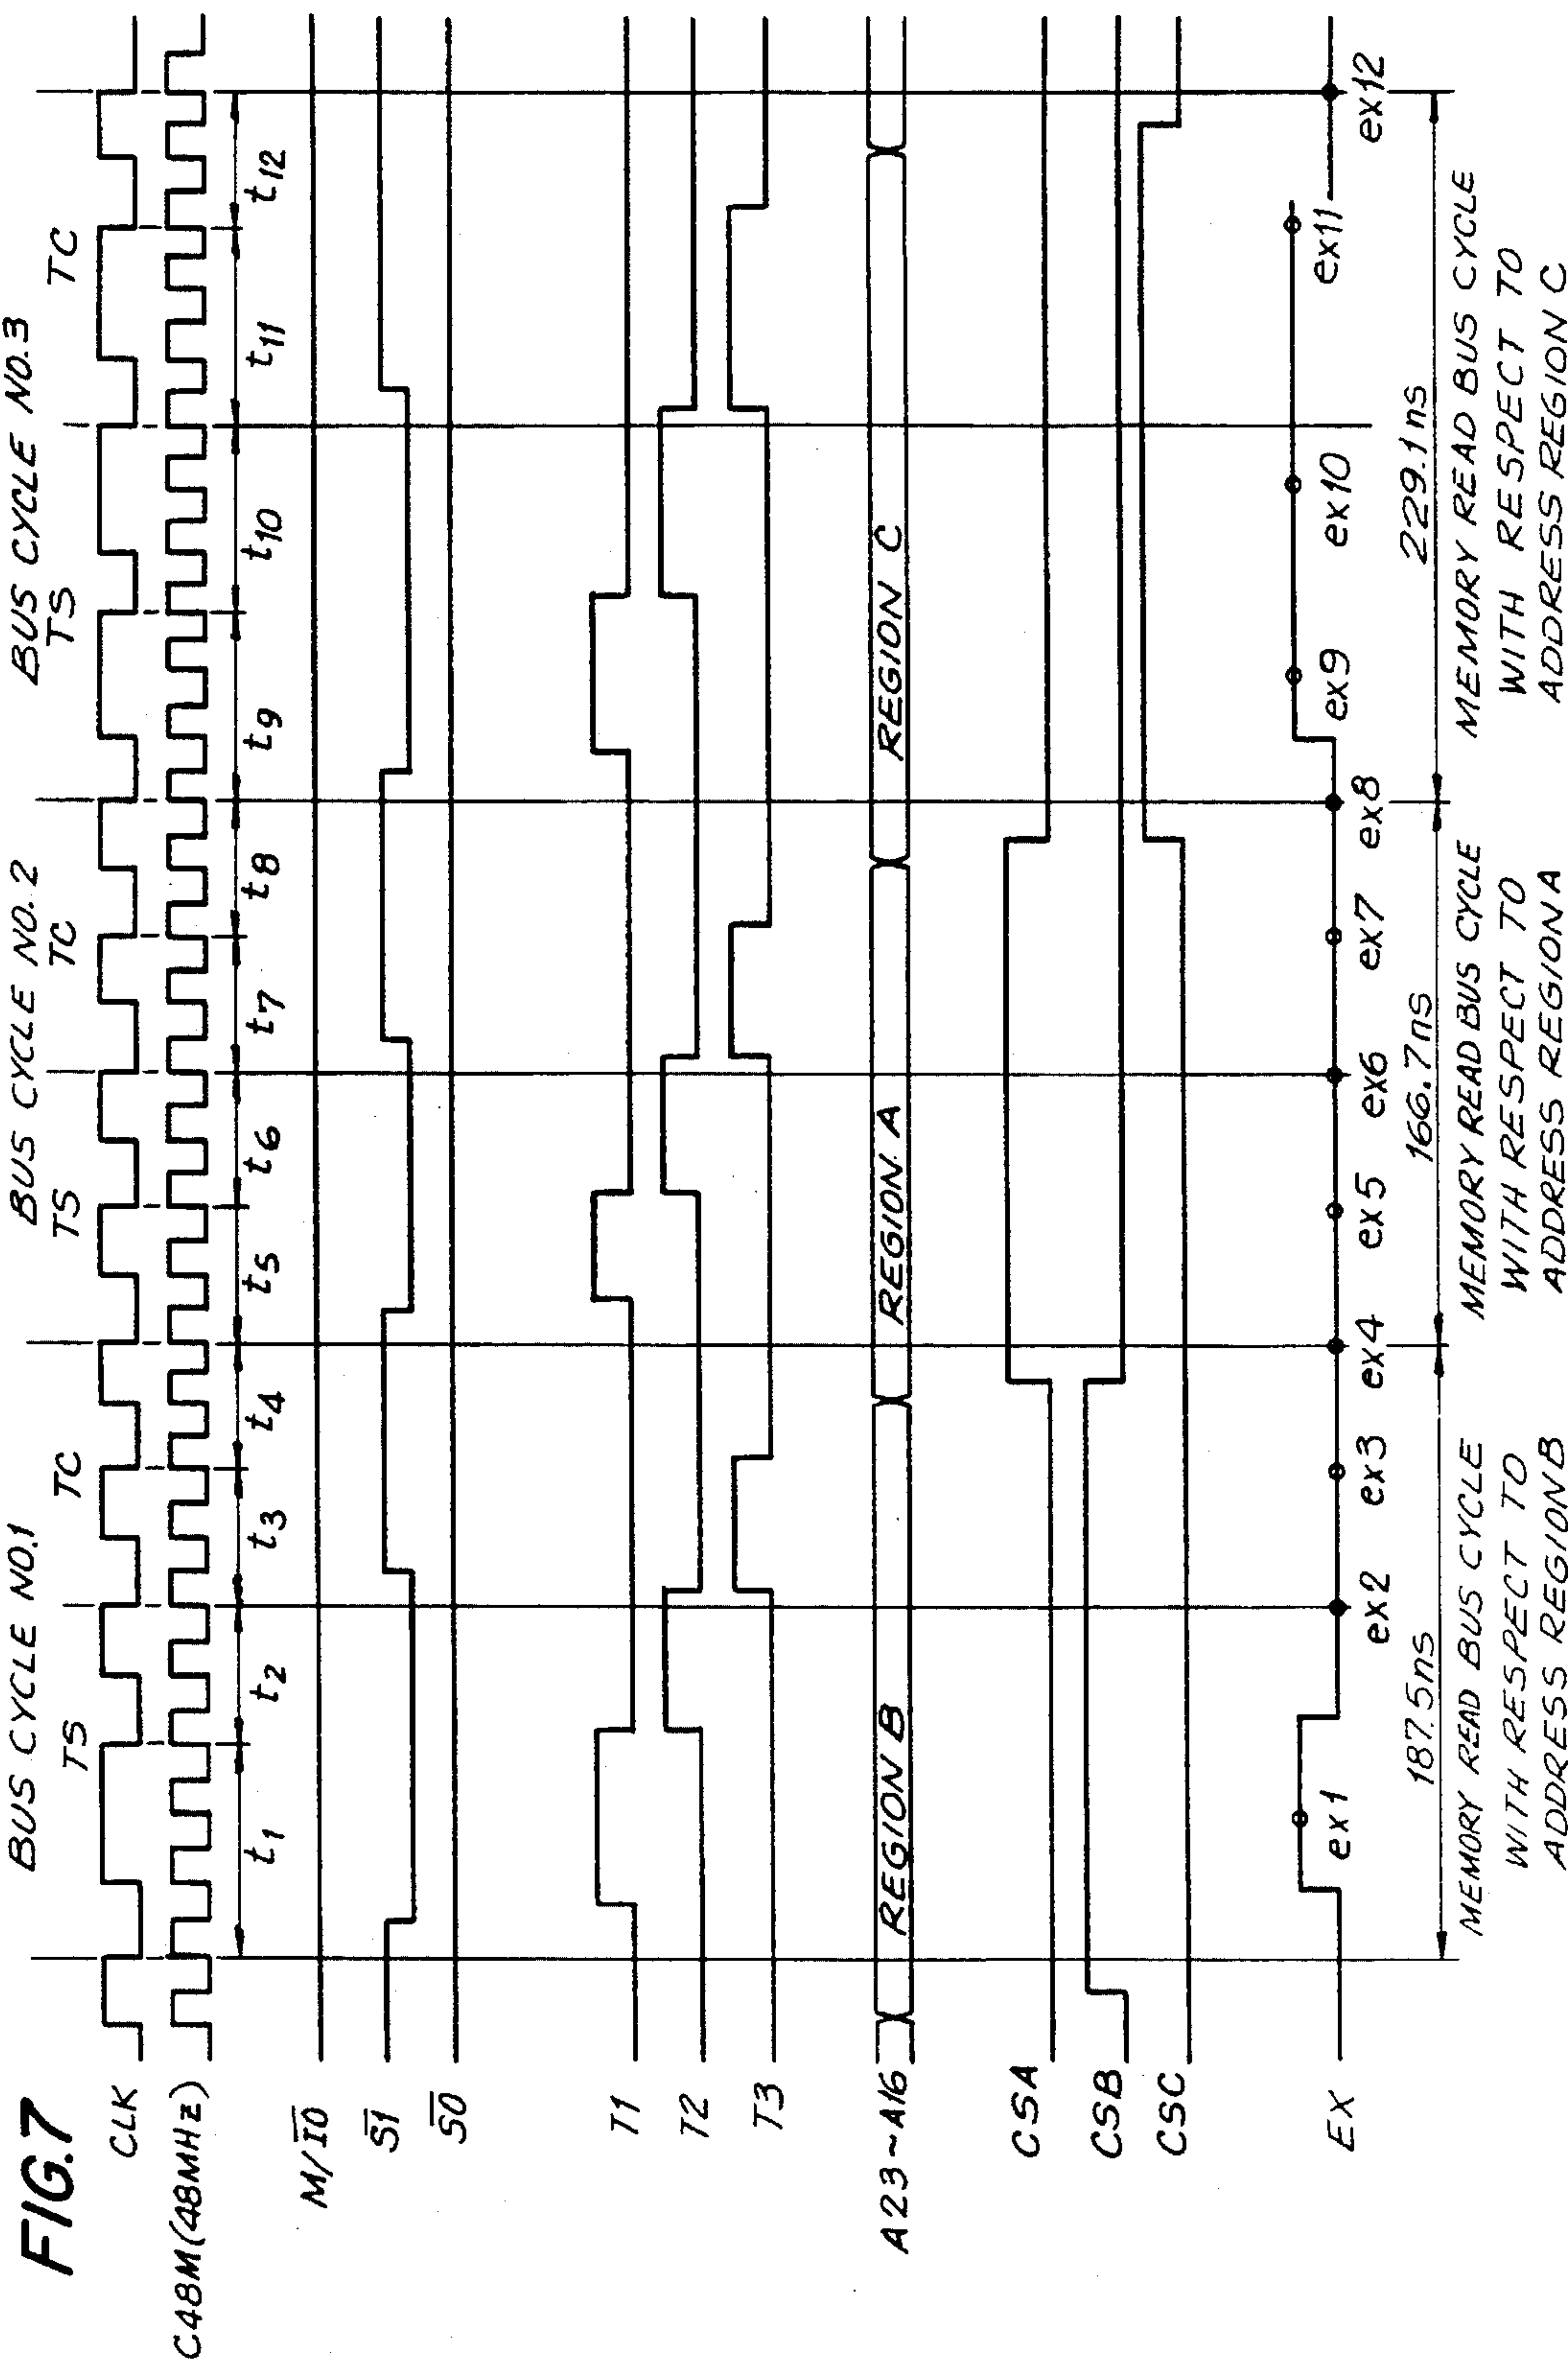 FIG.7
BUS CYCLE NO.1
BUS CYCLE NO.2
BUS CYCLE NO.3
TS
TC
TS
TC
TS
TC
CLK
C48M(48MHz)
t1
t2
t3
t4
t5
t6
t7
t8
t9
t10
t11
t12
M/I̅O̅
S̅1̅
S̅0̅
T1
T2
T3
A23~A16
REGION B
REGION A
REGION C
CSA
CSB
CSC
EX
ex1
ex2
ex3
ex4
ex5
ex6
ex7
ex8
ex9
ex10
ex11
ex12
187.5ns
166.7ns
229.1ns
MEMORY READ BUS CYCLE
WITH RESPECT TO
ADDRESS REGION B
MEMORY READ BUS CYCLE
WITH RESPECT TO
ADDRESS REGION A
MEMORY READ BUS CYCLE
WITH RESPECT TO
ADDRESS REGION C